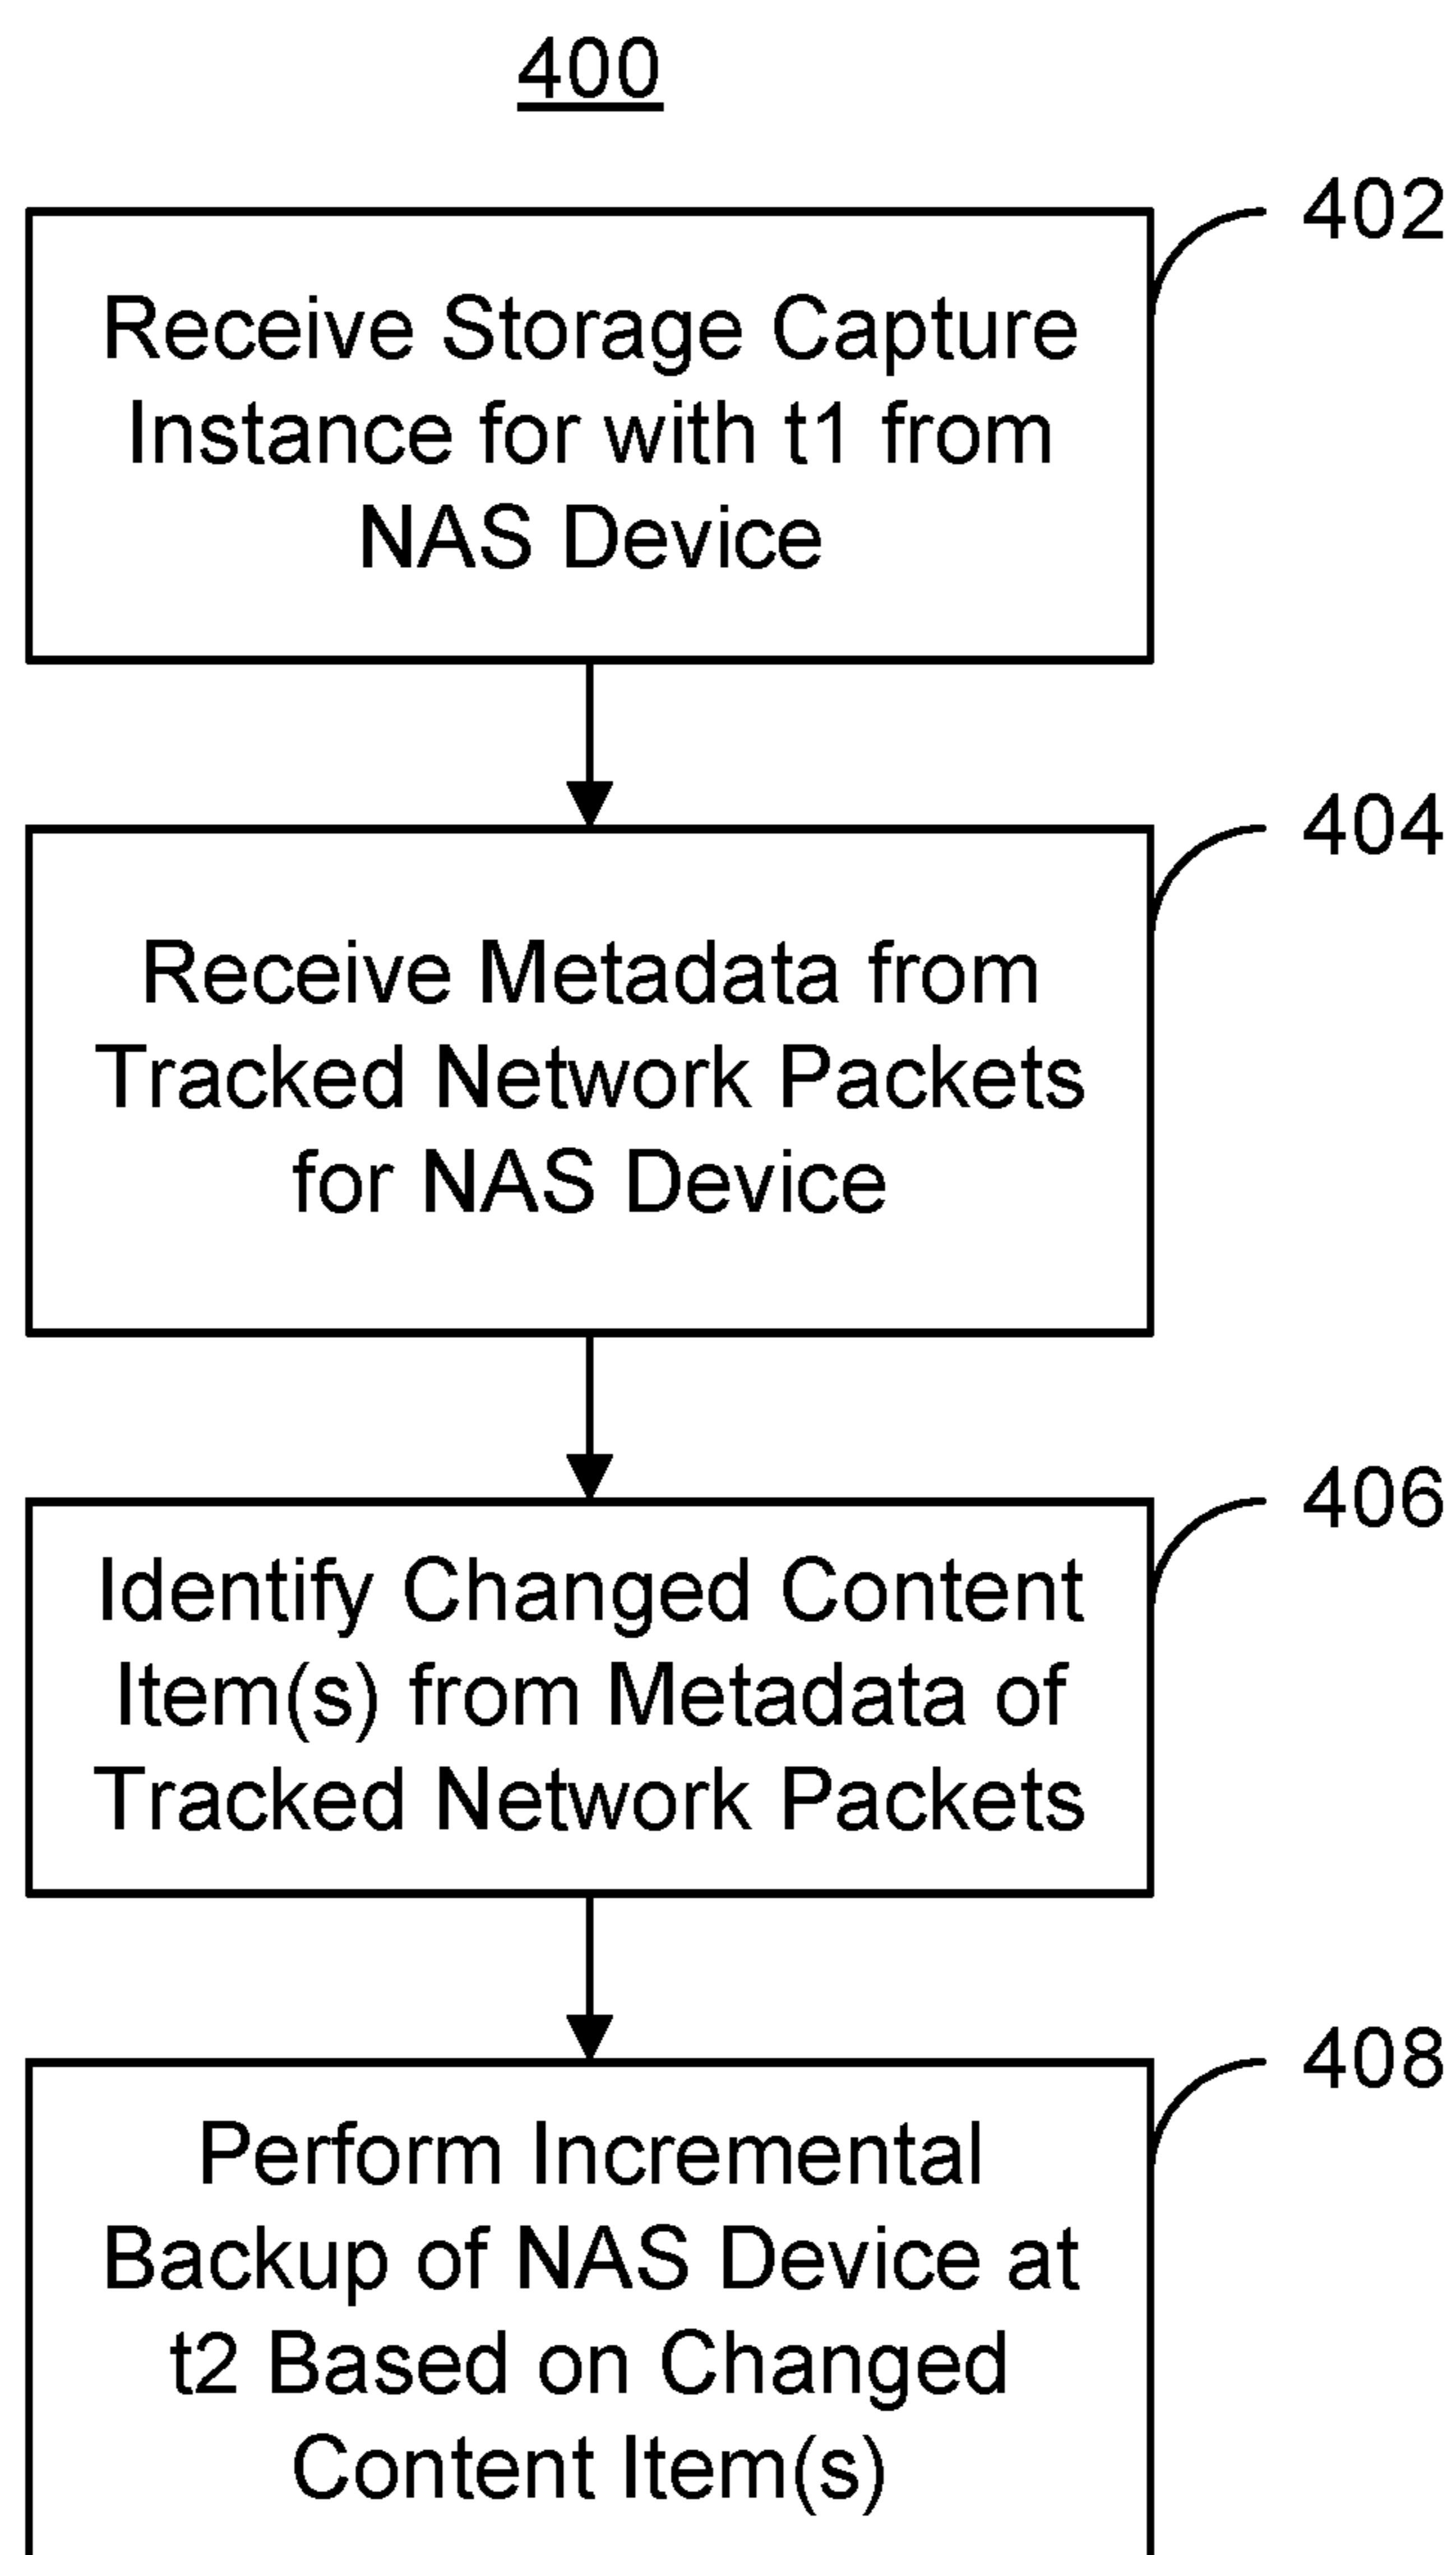 400
402
Receive Storage Capture
Instance for with t1 from
NAS Device
404
Receive Metadata from
Tracked Network Packets
for NAS Device
406
Identify Changed Content
Item(s) from Metadata of
Tracked Network Packets
408
Perform Incremental
Backup of NAS Device at
t2 Based on Changed
Content Item(s)